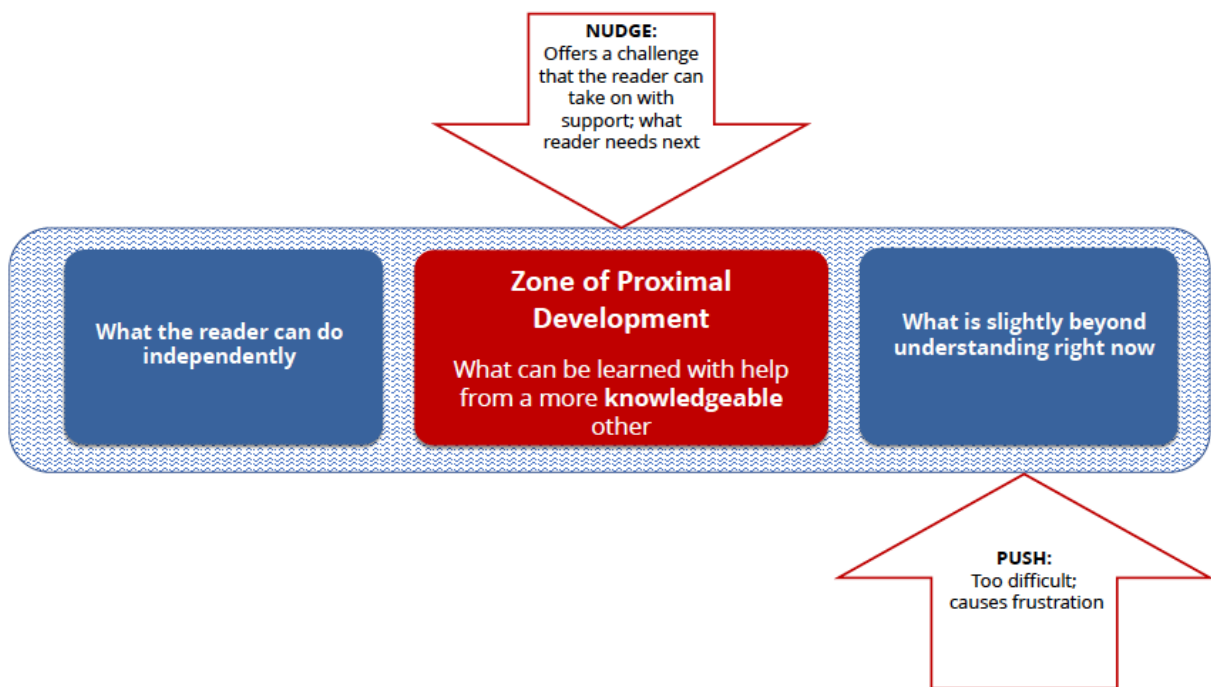 NUDGE:
Offers a challenge
that the reader can
take on with
support; what
reader needs next
What the reader can do
independently
Zone of Proximal
Development
What can be learned with help
from a more knowledgeable
other
What is slightly beyond
understanding right now
PUSH:
Too difficult;
causes frustration